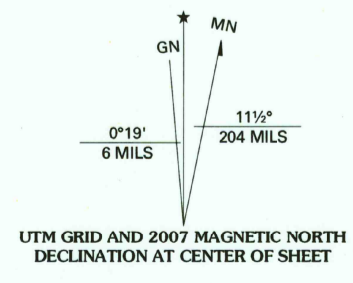 MN
GN
0°19'
6 MILS
11½°
204 MILS
UTM GRID AND 2007 MAGNETIC NORTH
DECLINATION AT CENTER OF SHEET